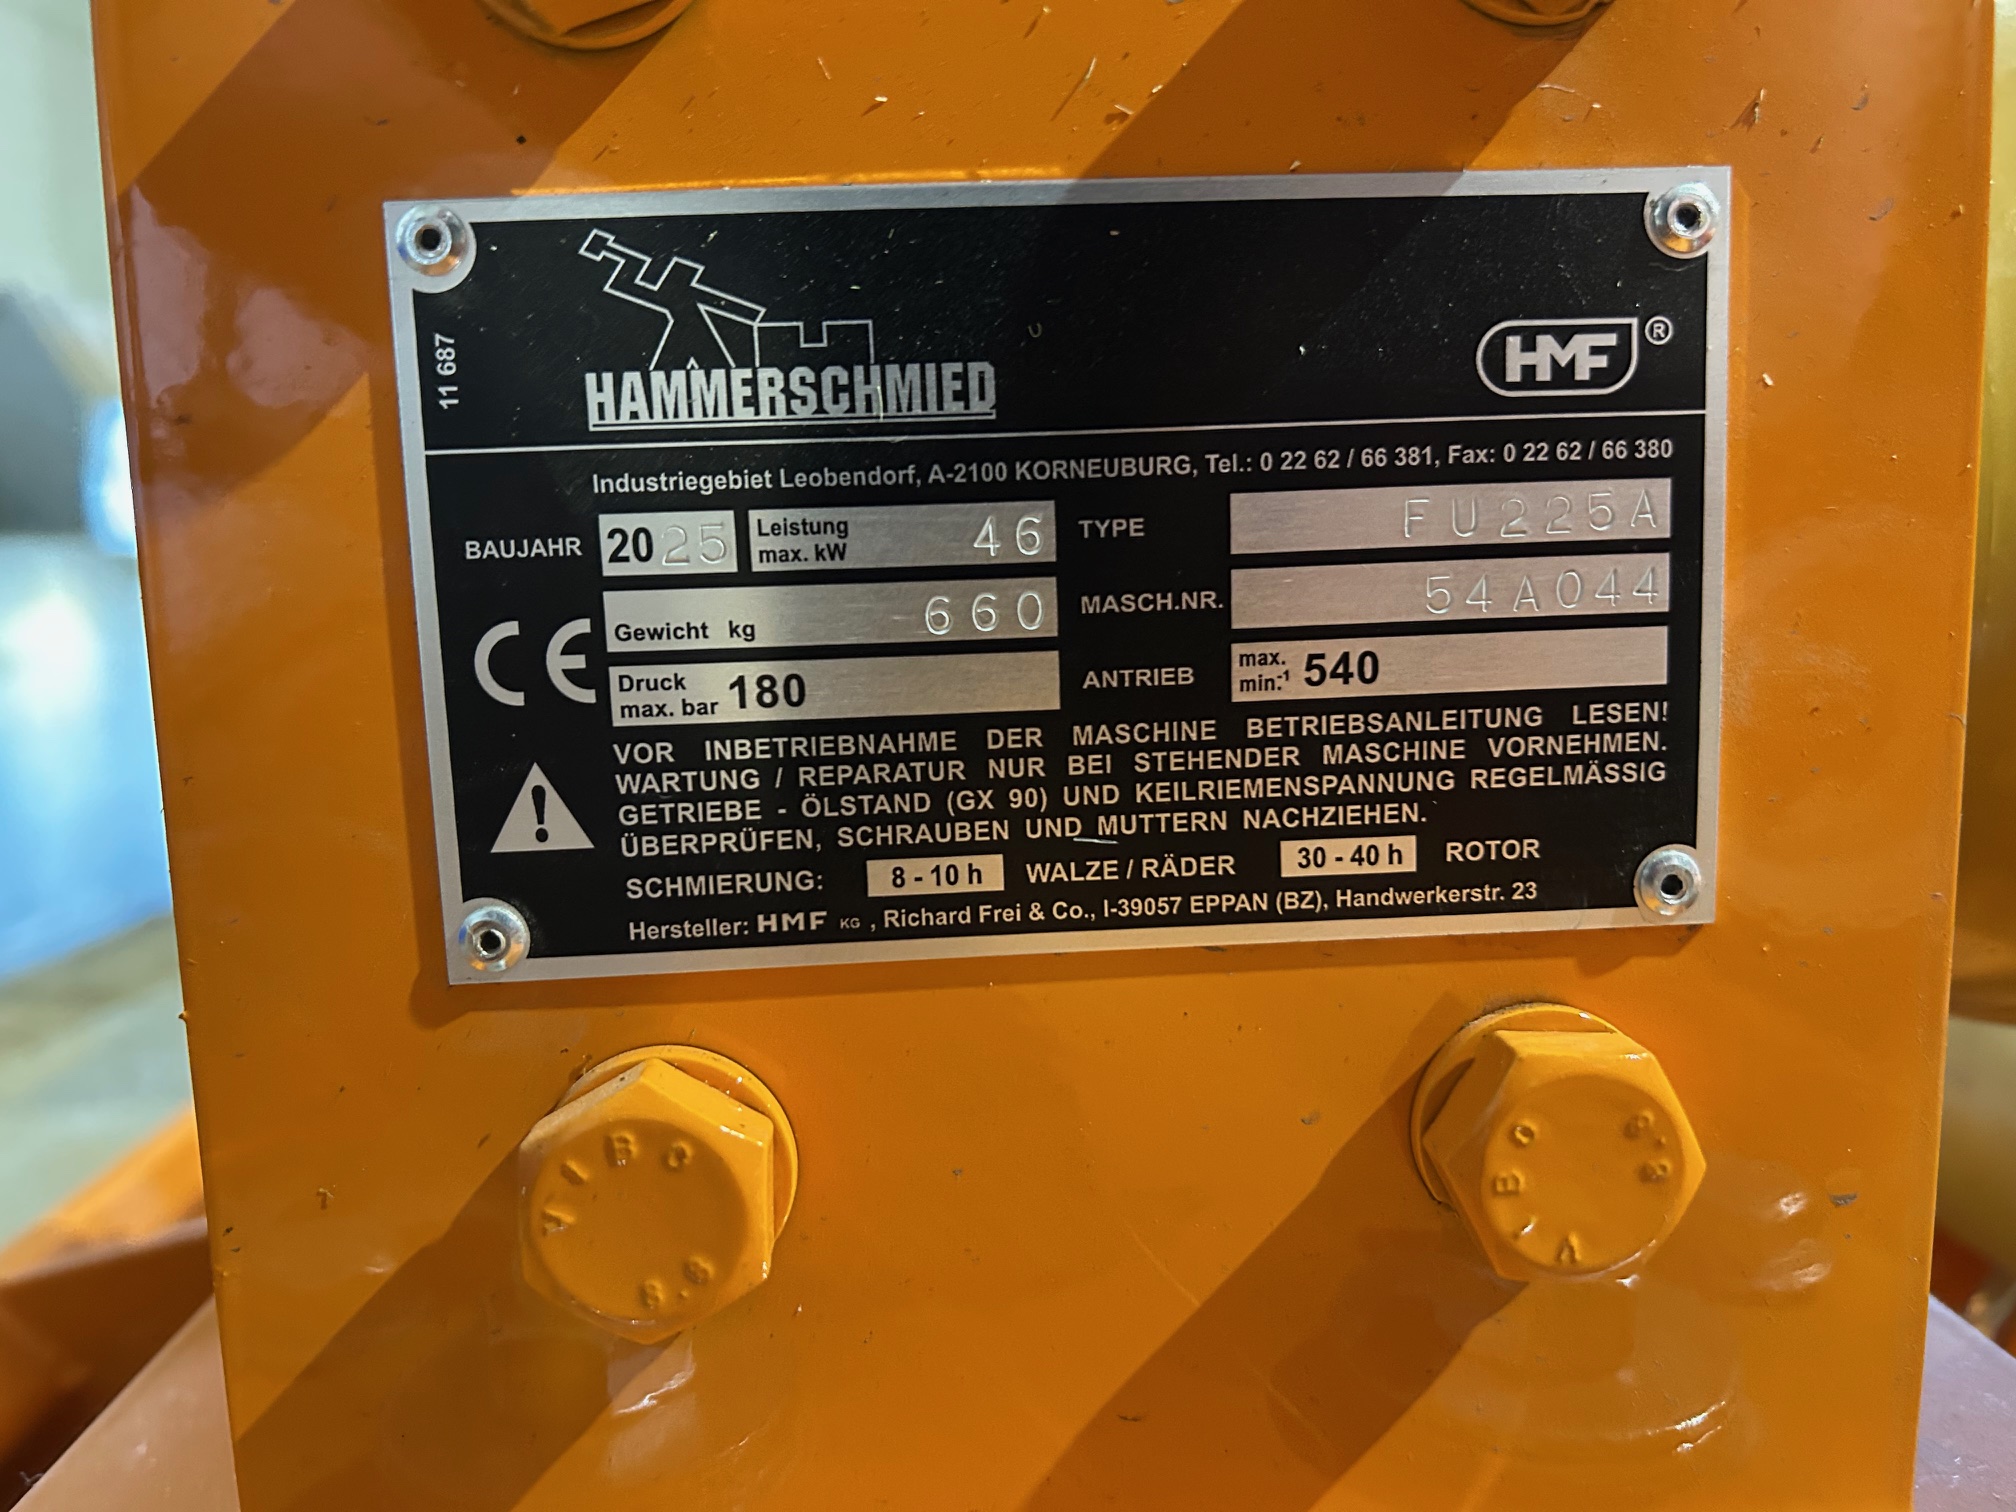 11 687
HAMMERSCHMIED
HMF®
Industriegebiet Leobendorf, A-2100 KORNEUBURG, Tel.: 0 22 62 / 66 381, Fax: 0 22 62 / 66 380
BAUJAHR 2025 Leistung max. kW 46 TYPE FU225A
Gewicht kg 660 MASCH.NR. 54A044
CE
Druck max. bar 180 ANTRIEB max. min.-1 540
VOR INBETRIEBNAHME DER MASCHINE BETRIEBSANLEITUNG LESEN!
WARTUNG / REPARATUR NUR BEI STEHENDER MASCHINE VORNEHMEN.
GETRIEBE - ÖLSTAND (GX 90) UND KEILRIEMENSPANNUNG REGELMÄSSIG
ÜBERPRÜFEN, SCHRAUBEN UND MUTTERN NACHZIEHEN.
SCHMIERUNG: 8 - 10 h WALZE / RÄDER 30 - 40 h ROTOR
Hersteller: HMF KG , Richard Frei & Co., I-39057 EPPAN (BZ), Handwerkerstr. 23
VIBC
8.8
VIBC
8.8